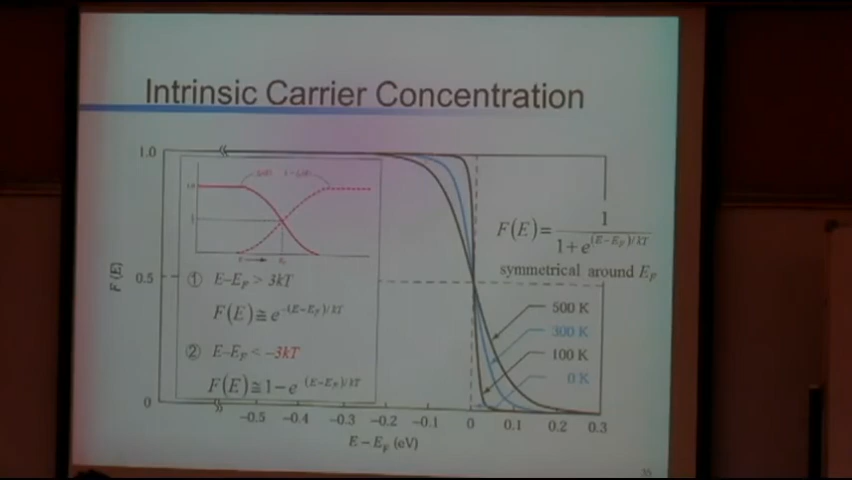 Intrinsic Carrier Concentration
1.0
F(E)
0.5
0
F(E)=1/1+e^(E−E_F)/kT
symmetrical around E_F
① E−E_F > 3kT
F(E)≅e^−(E−E_F)/kT
② E−E_F < −3kT
F(E)≅1−e^(E−E_F)/kT
500 K
300 K
100 K
0 K
−0.5 −0.4 −0.3 −0.2 −0.1 0 0.1 0.2 0.3
E−E_F (eV)